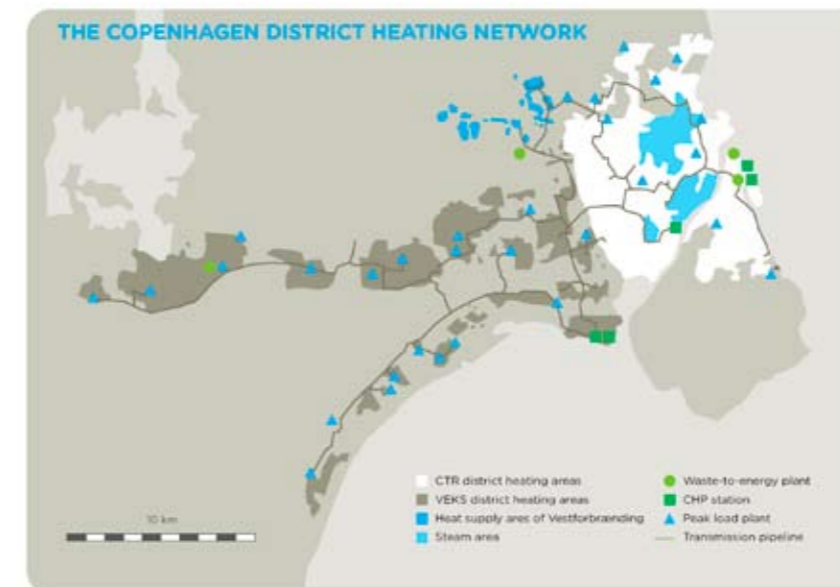 THE COPENHAGEN DISTRICT HEATING NETWORK
CTR district heating areas
VEKS district heating areas
Heat supply ares of Vestforbrænding
Steam area
Waste-to-energy plant
CHP station
Peak load plant
Transmission pipeline
10 km